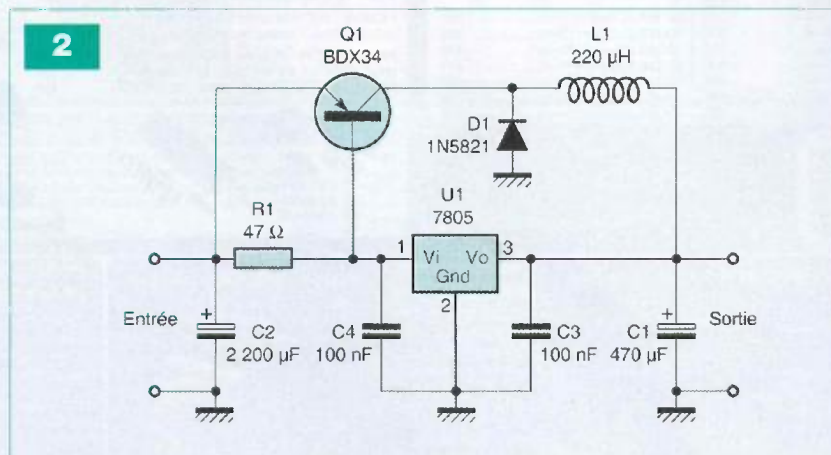 2
Q1
BDX34
L1
220 µH
D1
1N5821
U1
7805
R1
47 Ω
1
Vi Vo
3
Gnd
2
Entrée
+
C2
2 200 µF
C4
100 nF
C3
100 nF
+
C1
470 µF
Sortie